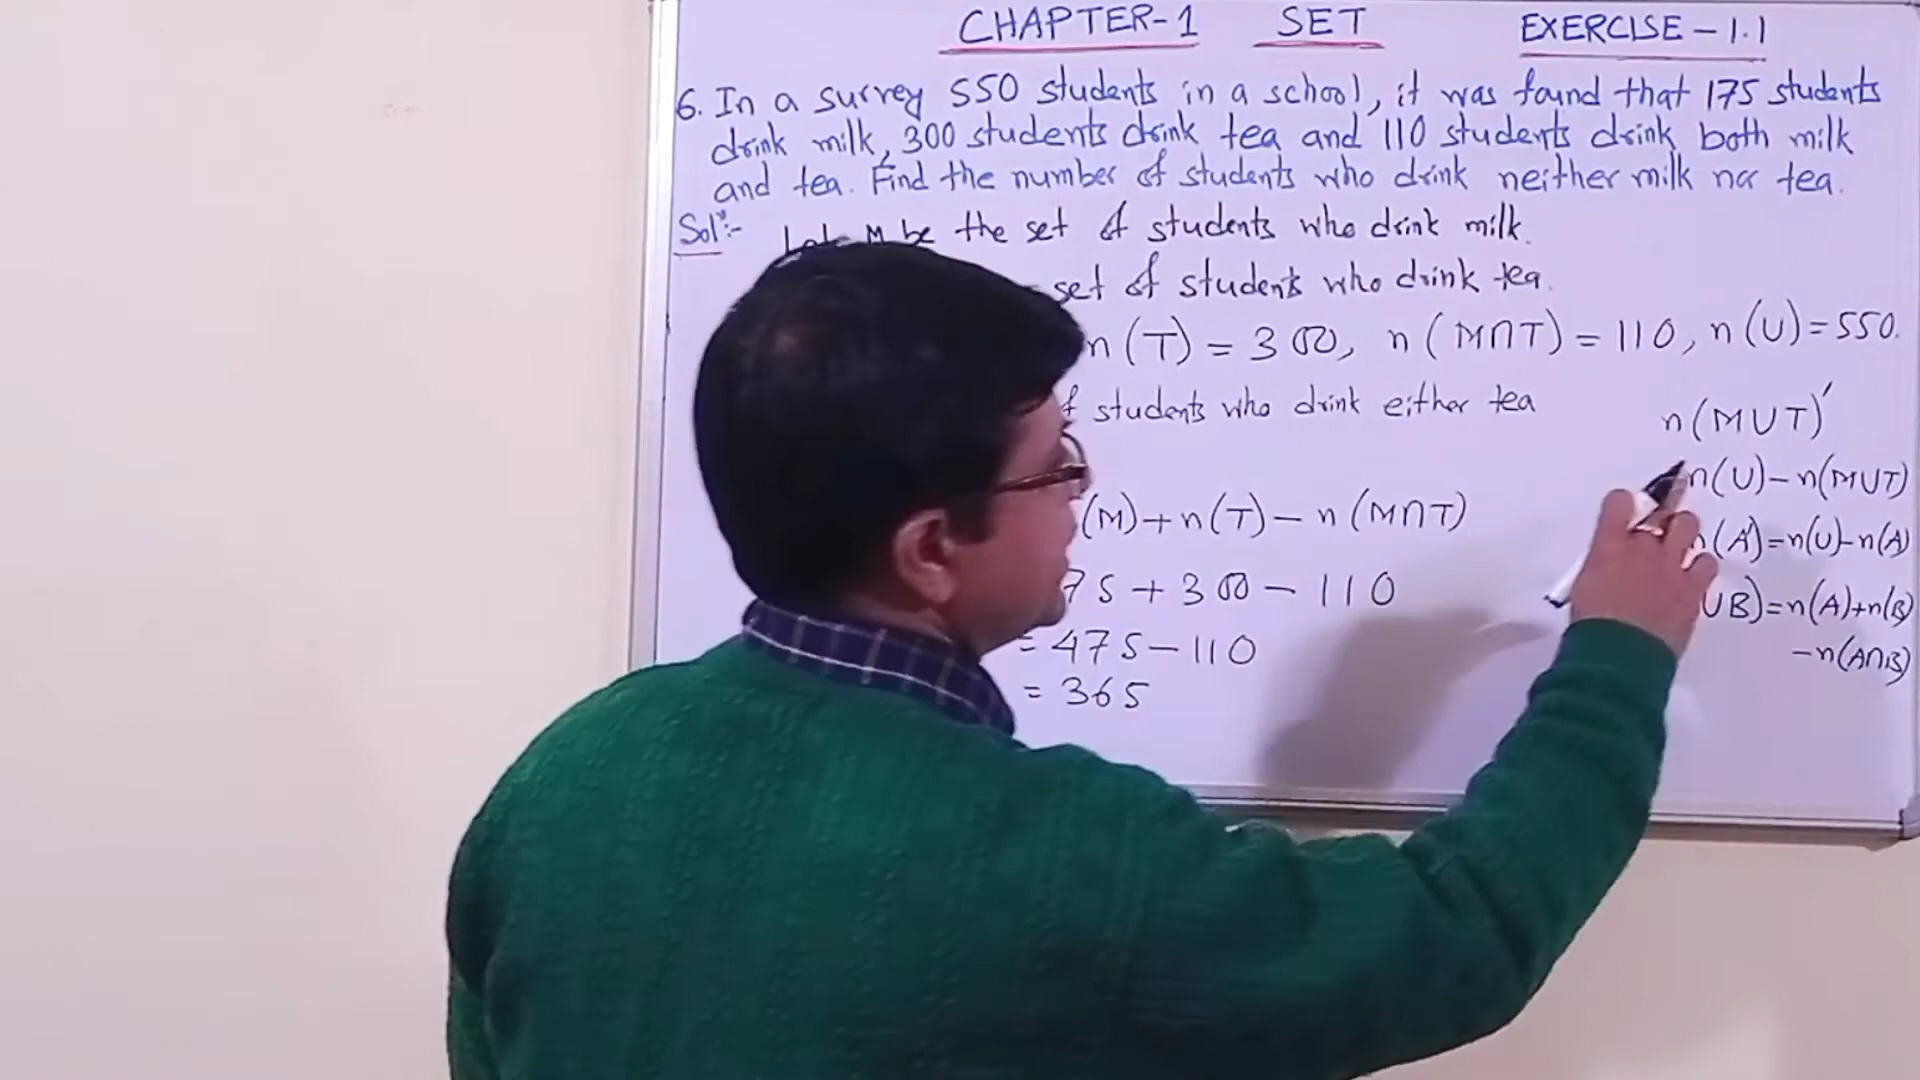 CHAPTER-1 SET EXERCISE-1.1
6. In a survey 550 students in a school, it was found that 175 students
drink milk, 300 students drink tea and 110 students drink both milk
and tea. Find the number of students who drink neither milk nor tea.
Solⁿ:- Let M be the set of students who drink milk.
set of students who drink tea.
n(T) = 300, n(M∩T) = 110, n(U) = 550.
students who drink either tea
n(M∪T)′
n(U)-n(M∪T)
(M)+n(T)-n(M∩T)
(A′)=n(U)-n(A)
75+300-110
∪B)=n(A)+n(B)
-n(A∩B)
= 475-110
= 365